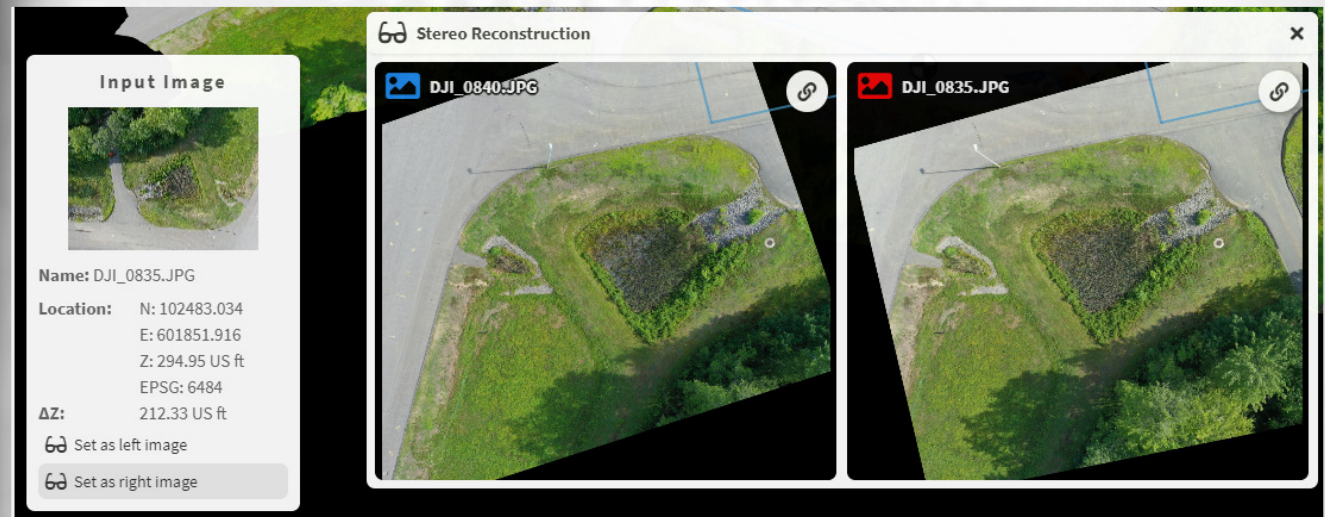 Stereo Reconstruction
DJI_0840.JPG
DJI_0835.JPG
Input Image
Name: DJI_0835.JPG
Location: N: 102483.034
E: 601851.916
Z: 294.95 US ft
EPSG: 6484
ΔZ: 212.33 US ft
Set as left image
Set as right image